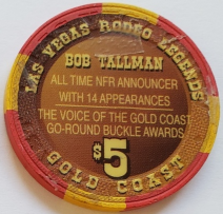 LAS VEGAS RODEO LEGENDS
BOB TALLMAN
ALL TIME NFR ANNOUNCER
WITH 14 APPEARANCES
THE VOICE OF THE GOLD COAST
GO-ROUND BUCKLE AWARDS
$5
GOLD COAST